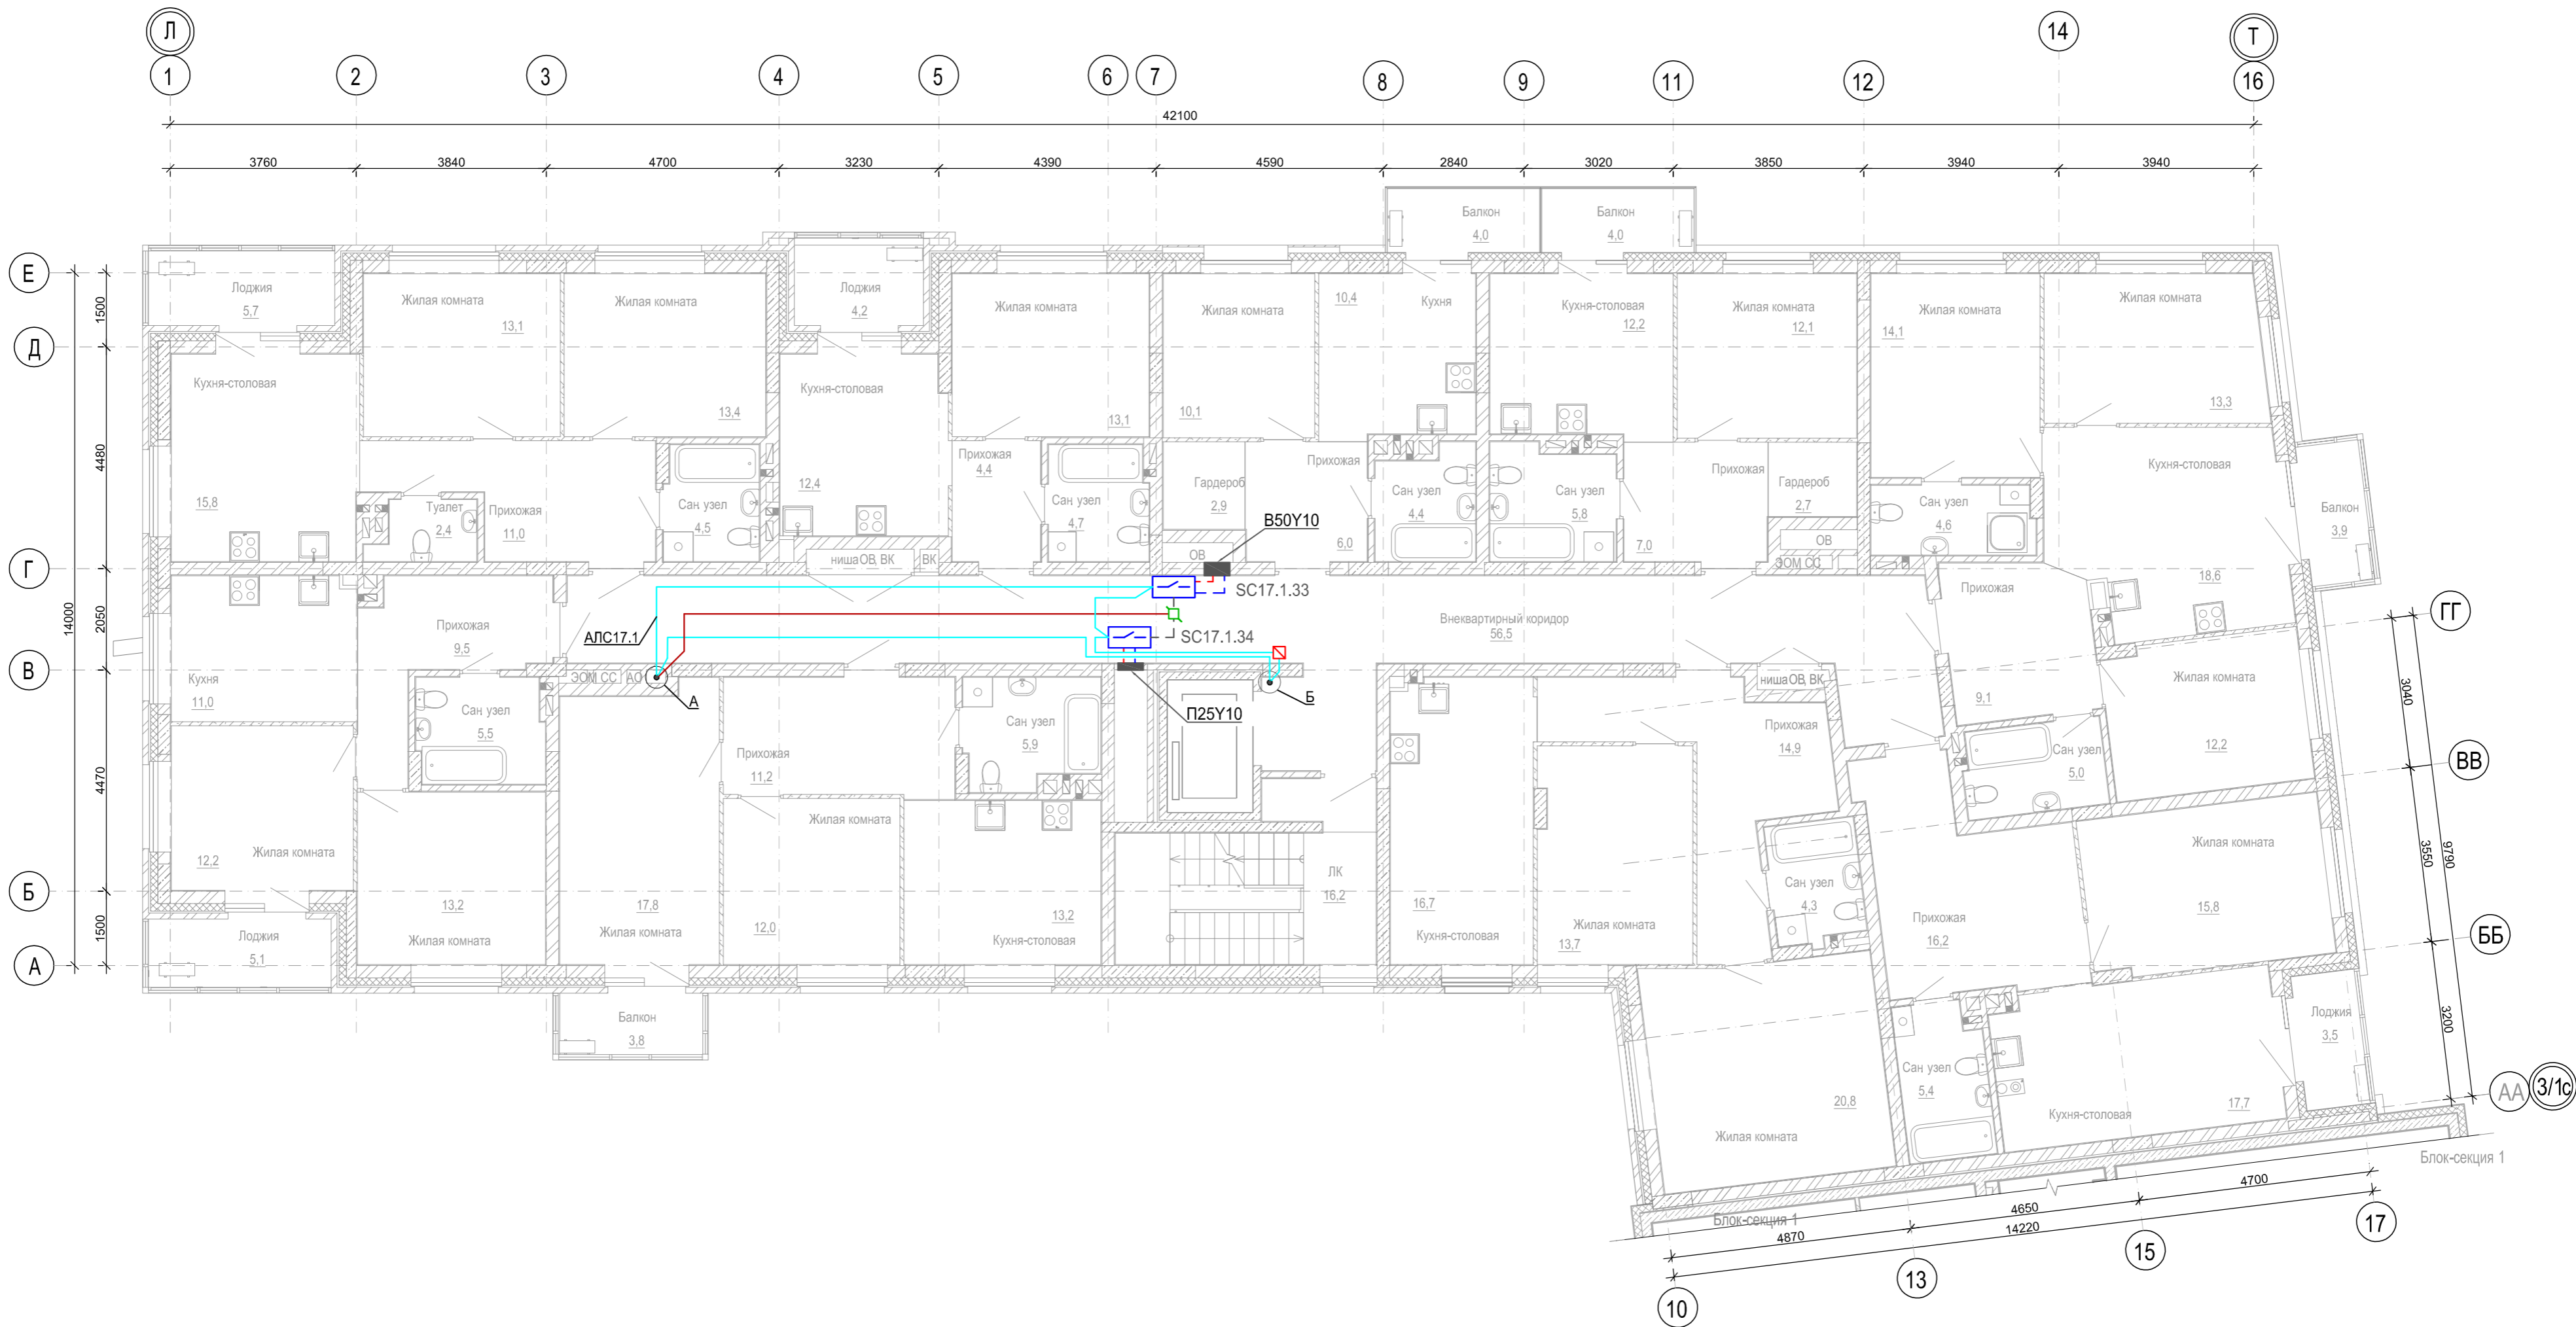 Л
1
2
3
4
5
6
7
8
9
11
12
14
Т
16
42100
3760
3840
4700
3230
4390
4590
2840
3020
3850
3940
3940
Е
Д
Г
В
Б
А
1500
4480
2050
4470
1500
14000
Лоджия
5,7
Жилая комната
13,1
Жилая комната
13,4
Лоджия
4,2
Жилая комната
13,1
Жилая комната
10,1
10,4
Кухня
Балкон
4,0
Балкон
4,0
Кухня-столовая
12,2
Жилая комната
12,1
Жилая комната
14,1
Жилая комната
13,3
Кухня-столовая
15,8
Туалет
2,4
Прихожая
11,0
Сан. узел
4,5
Кухня-столовая
12,4
Прихожая
4,4
Сан. узел
4,7
Гардероб
2,9
Прихожая
6,0
Сан. узел
4,4
Сан. узел
5,8
Прихожая
7,0
Гардероб
2,7
Сан. узел
4,6
Кухня-столовая
18,6
Балкон
3,9
ниша ОВ, ВК
ВК
ОВ
В50Y10
ОВ
ЭОМ СС
SC17.1.33
SC17.1.34
АЛС17.1
Внеквартирный коридор
56,5
Прихожая
9,5
Прихожая
9,1
Кухня
11,0
Сан. узел
5,5
ЭОМ СС
АО
А
П25Y10
Б
ниша ОВ, ВК
Жилая комната
12,2
Жилая комната
12,2
Жилая комната
13,2
Жилая комната
17,8
Прихожая
11,2
Сан. узел
5,9
Жилая комната
12,0
Кухня-столовая
13,2
ЛК
16,2
Кухня-столовая
16,7
Жилая комната
13,7
Прихожая
14,9
Сан. узел
4,3
Сан. узел
5,0
Жилая комната
15,8
Прихожая
16,2
Лоджия
5,1
Балкон
3,8
Жилая комната
20,8
Сан. узел
5,4
Кухня-столовая
17,7
Лоджия
3,5
ГГ
ВВ
ББ
АА
3/1с
3040
3550
3200
9790
Блок-секция 1
Блок-секция 1
4870
4650
4700
14220
10
13
15
17